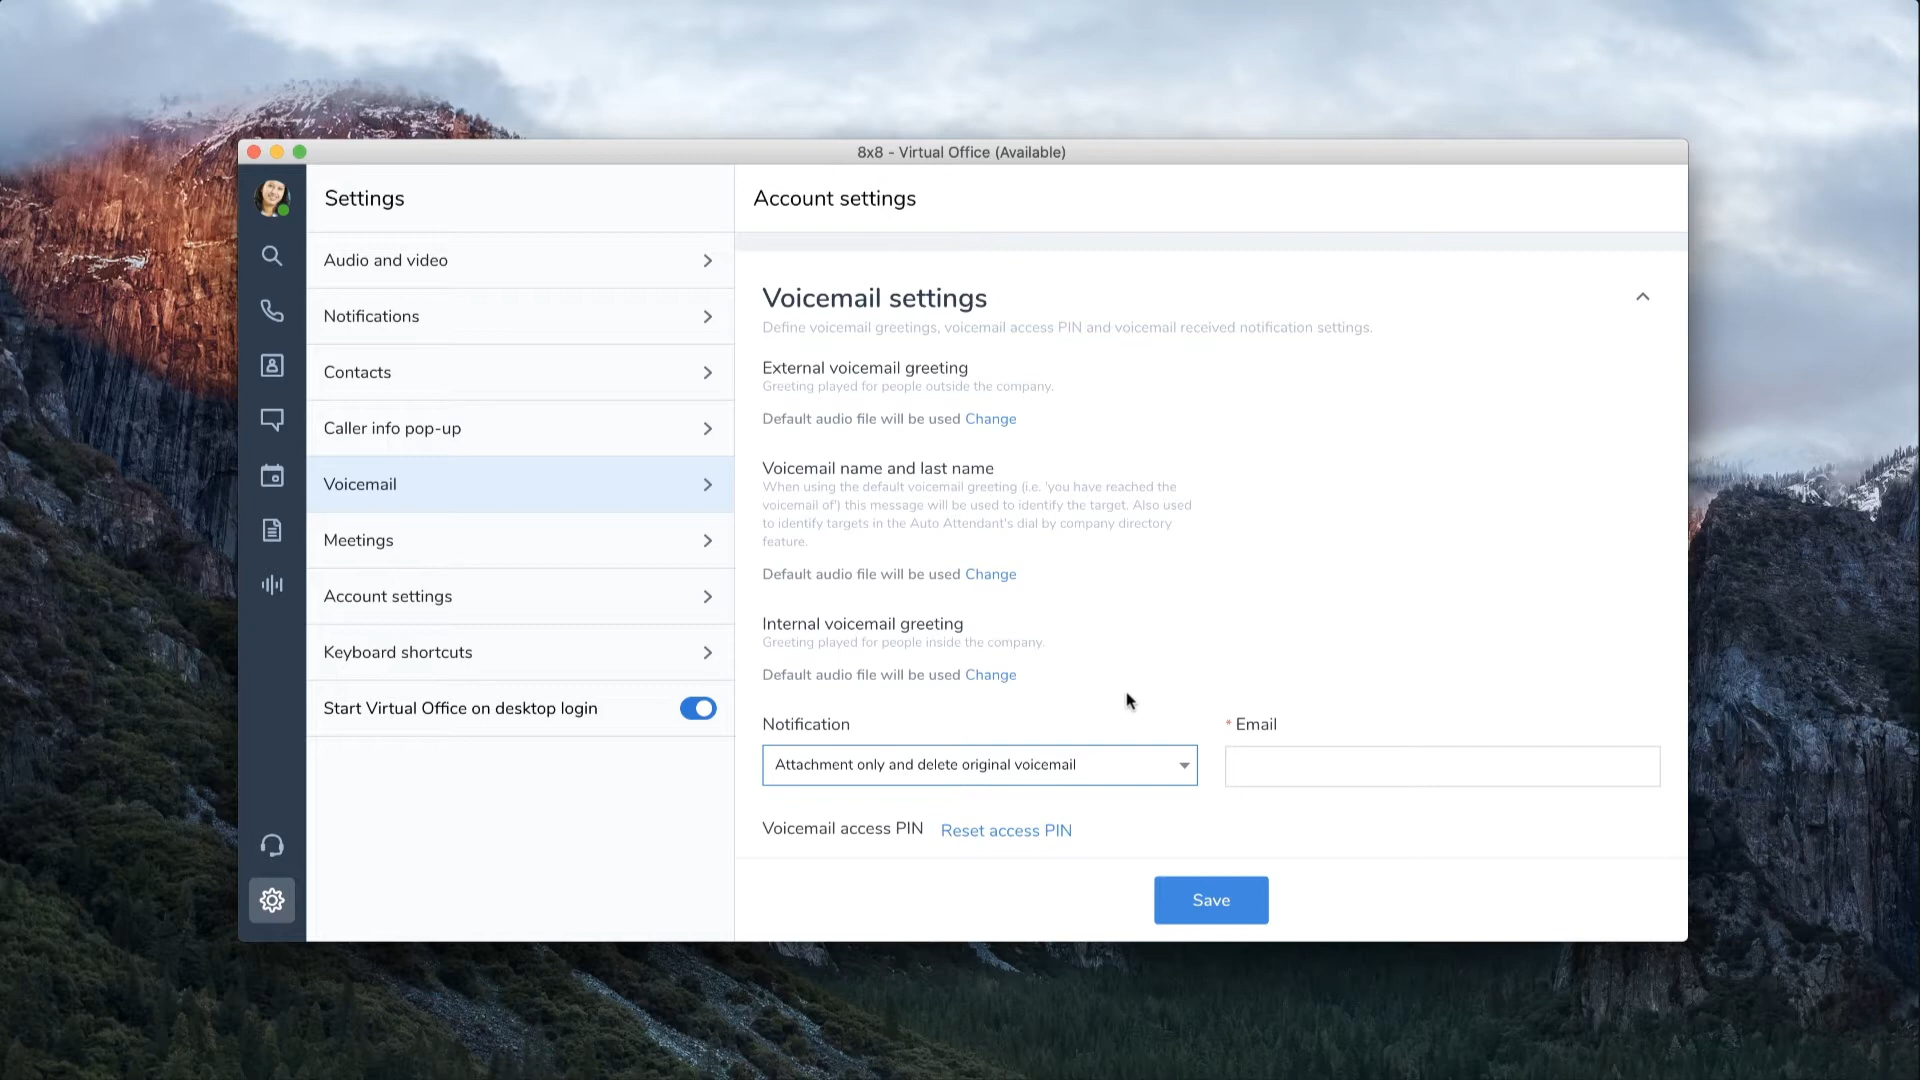 8x8 - Virtual Office (Available)
Settings
Audio and video
Notifications
Contacts
Caller info pop-up
Voicemail
Meetings
Account settings
Keyboard shortcuts
Start Virtual Office on desktop login
Account settings
Voicemail settings
Define voicemail greetings, voicemail access PIN and voicemail received notification settings.
External voicemail greeting
Greeting played for people outside the company.
Default audio file will be used Change
Voicemail name and last name
When using the default voicemail greeting (i.e. 'you have reached the
voicemail of') this message will be used to identify the target. Also used
to identify targets in the Auto Attendant's dial by company directory
feature.
Default audio file will be used Change
Internal voicemail greeting
Greeting played for people inside the company.
Default audio file will be used Change
Notification
* Email
Attachment only and delete original voicemail
Voicemail access PIN Reset access PIN
Save